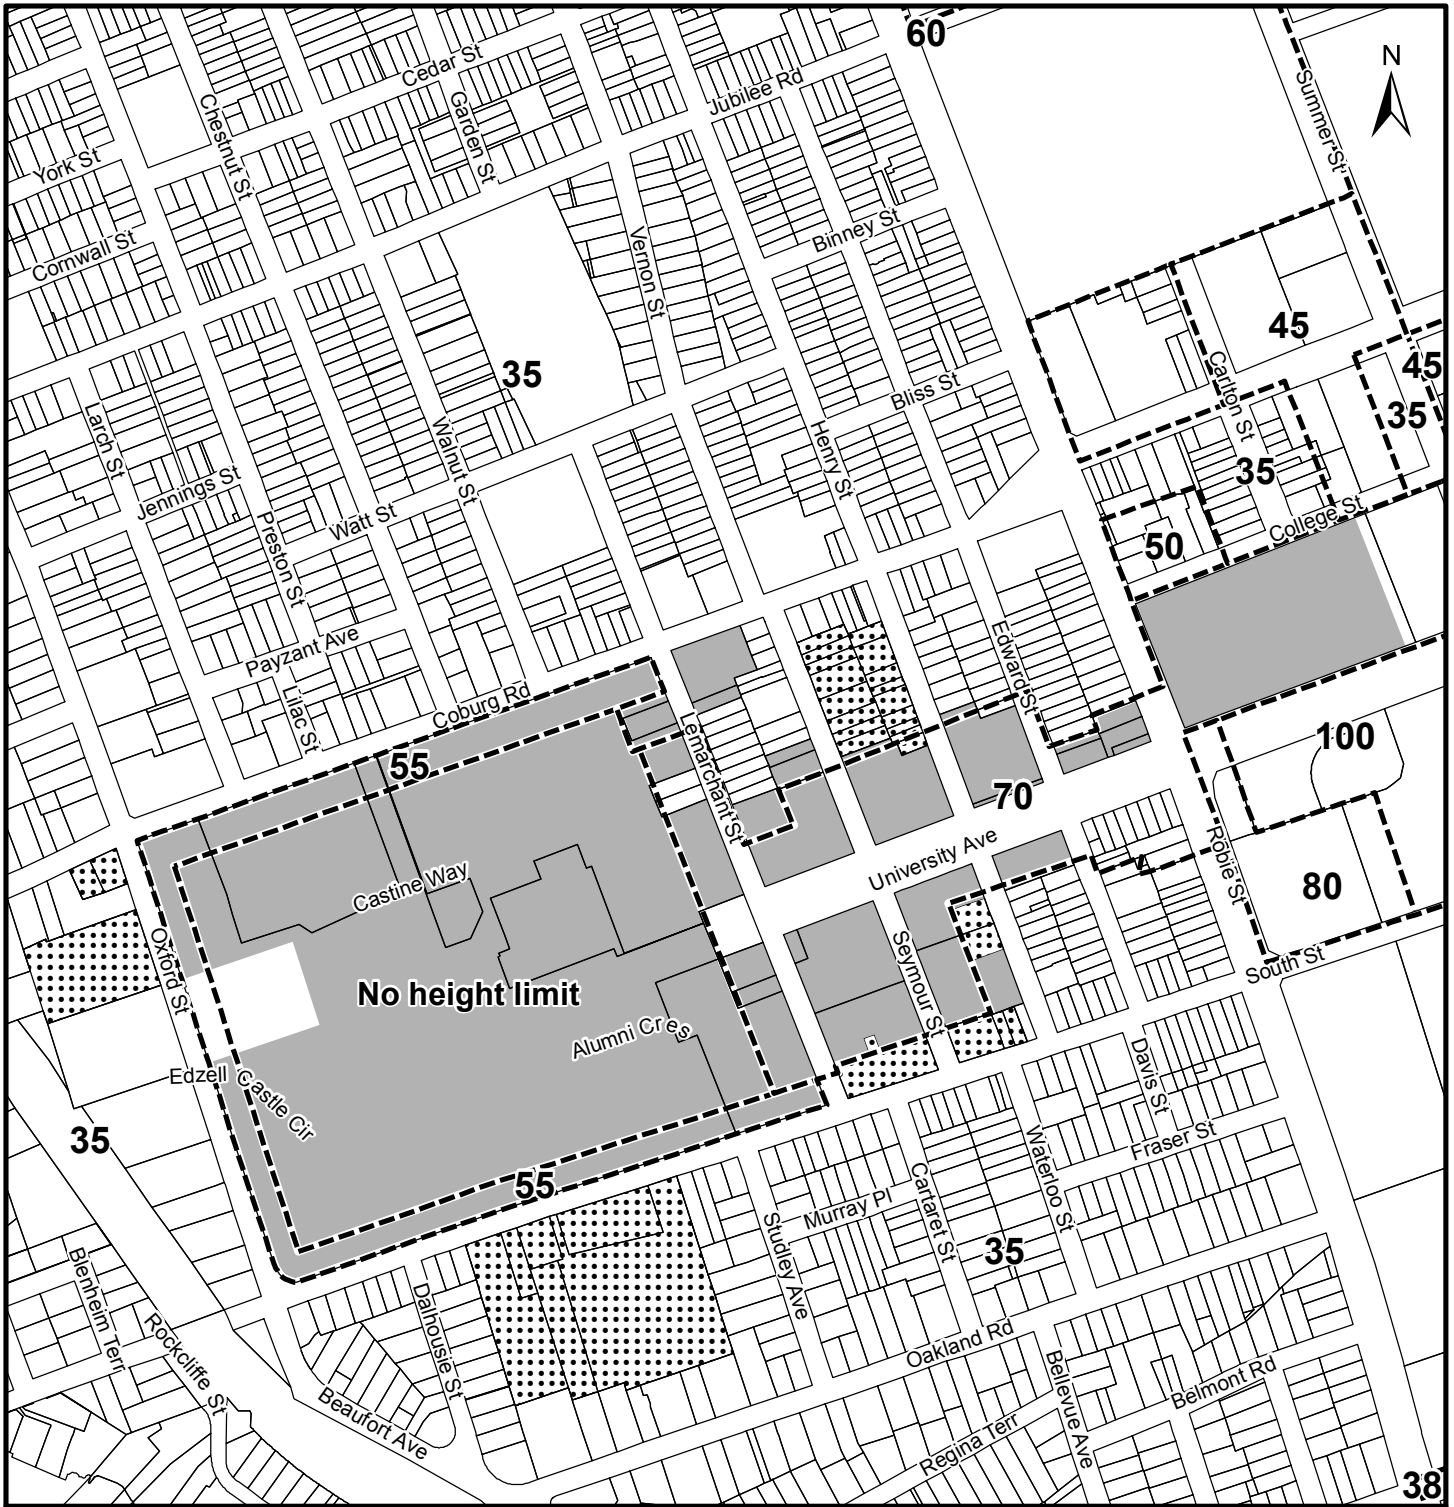 60
N
Cedar St
Jubilee Rd
Summer St
Chestnut St
Garden St
York St
Binney St
Cornwall St
Vernon St
45
45
35
Bliss St
Carlton St
35
Larch St
Walnut St
Henry St
35
Jennings St
Watt St
College St
Preston St
50
Payzant Ave
Edward St
Lilac St
Coburg Rd
Lemarchant St
100
55
70
University Ave
Robie St
Castine Way
80
Oxford St
Seymour St
South St
No height limit
Alumni Cres
Edzell Castle Cir
Davis St
35
Waterloo St
Fraser St
55
Murray Pl
Cartaret St
Studley Ave
35
Blenheim Terr
Dalhousie St
Rockcliffe St
Oakland Rd
Bellevue Ave
Belmont Rd
Beaufort Ave
Regina Terr
38